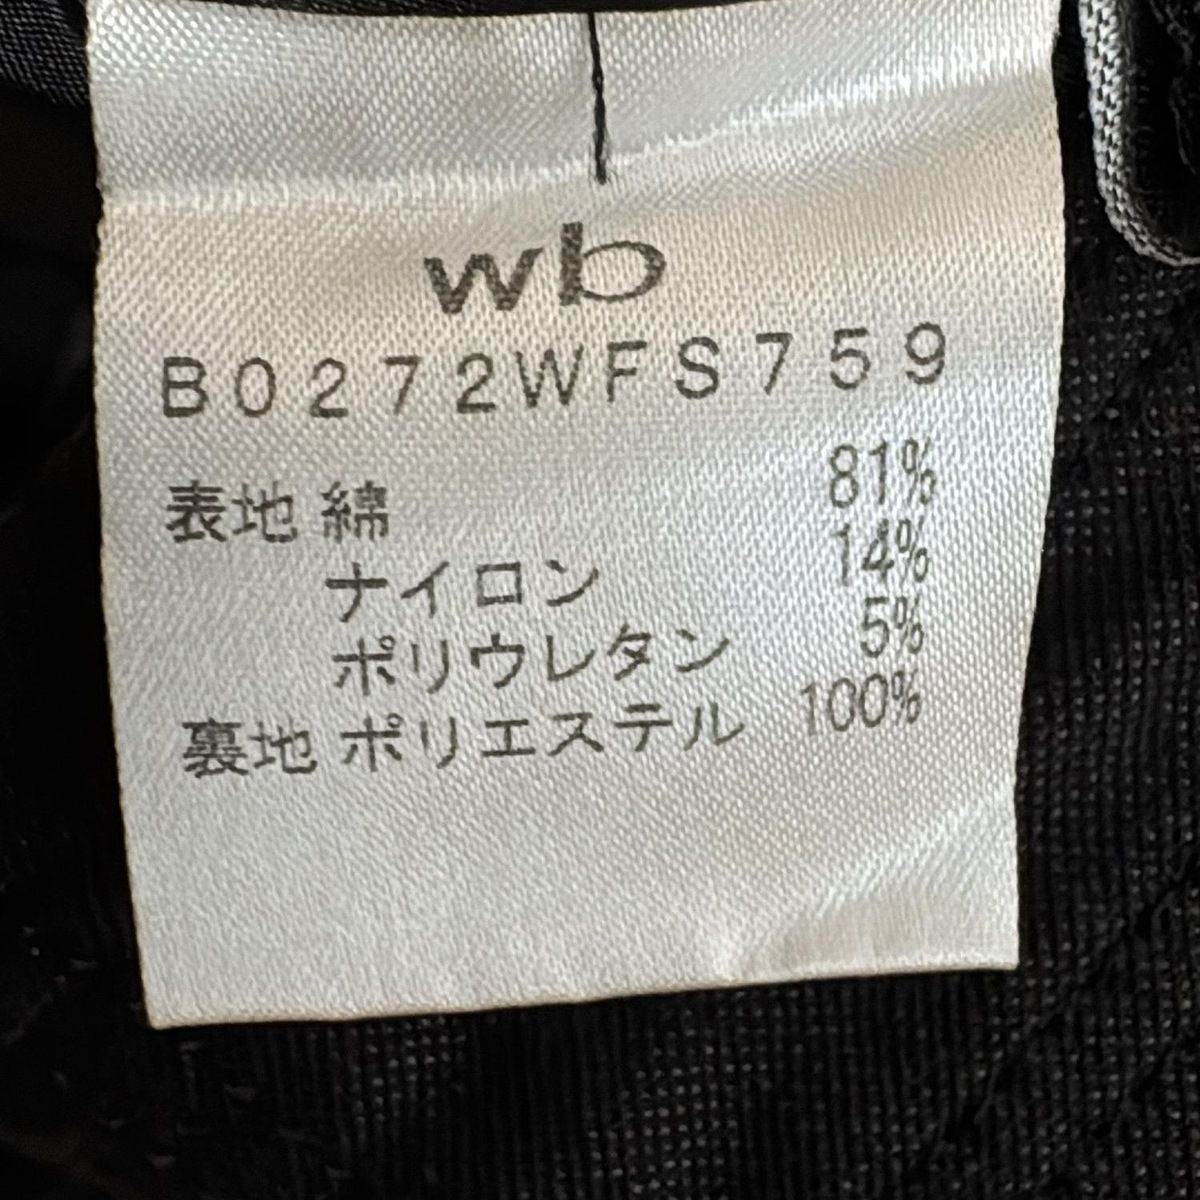 wb
B0272WFS759
表地 綿 81%
ナイロン 14%
ポリウレタン 5%
裏地 ポリエステル 100%